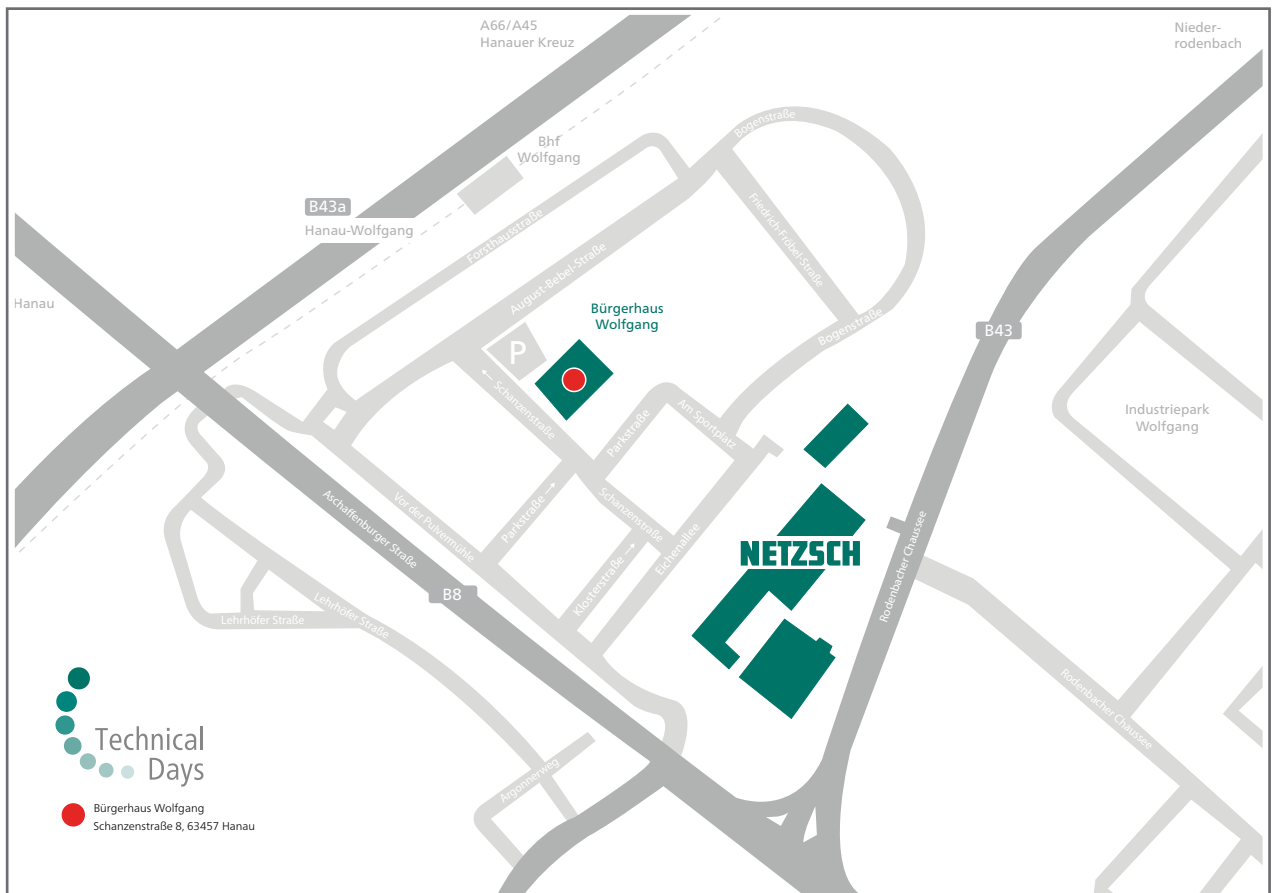 A66/A45
Hanauer Kreuz
Nieder-
rodenbach
Bhf
Wolfgang
Bogenstraße
B43a
Hanau-Wolfgang
Forsthausstraße
Friedrich-Fröbel-Straße
August-Bebel-Straße
Hanau
Bürgerhaus
Wolfgang
Bogenstraße
B43
P
← Schanzenstraße
Parkstraße
Am Sportplatz
Industriepark
Wolfgang
Aschaffenburger Straße
Vor der Pulvermühle
Parkstraße →
Schanzenstraße
Eichenallee
NETZSCH
Rodenbacher Chaussee
B8
Klosterstraße →
Lehrhöfer Straße
Lehrhöfer Straße
Rodenbacher Chaussee
Argonnerweg
Technical
Days
Bürgerhaus Wolfgang
Schanzenstraße 8, 63457 Hanau